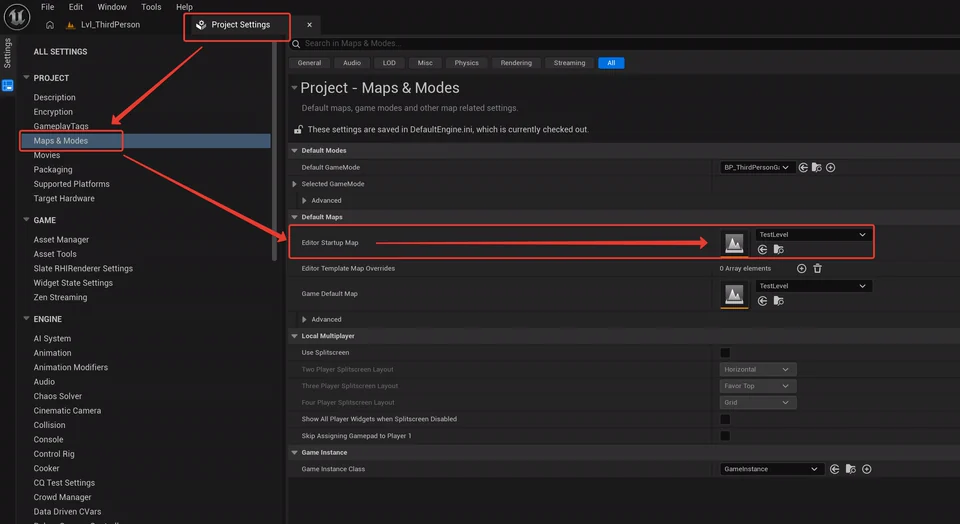 File Edit Window Tools Help
Lvl_ThirdPerson
Project Settings
Settings
ALL SETTINGS
PROJECT
Description
Encryption
GameplayTags
Maps & Modes
Movies
Packaging
Supported Platforms
Target Hardware
GAME
Asset Manager
Asset Tools
Slate RHIRenderer Settings
Widget State Settings
Zen Streaming
ENGINE
AI System
Animation
Animation Modifiers
Audio
Chaos Solver
Cinematic Camera
Collision
Console
Control Rig
Cooker
CQ Test Settings
Crowd Manager
Data Driven CVars
Search in Maps & Modes...
General Audio LOD Misc Physics Rendering Streaming All
Project - Maps & Modes
Default maps, game modes and other map related settings.
These settings are saved in DefaultEngine.ini, which is currently checked out.
Default Modes
Default GameMode BP_ThirdPersonGa
Selected GameMode
Advanced
Default Maps
Editor Startup Map TestLevel
Editor Template Map Overrides 0 Array elements
Game Default Map TestLevel
Advanced
Local Multiplayer
Use Splitscreen
Two Player Splitscreen Layout Horizontal
Three Player Splitscreen Layout Favor Top
Four Player Splitscreen Layout Grid
Show All Player Widgets when Splitscreen Disabled
Skip Assigning Gamepad to Player 1
Game Instance
Game Instance Class GameInstance